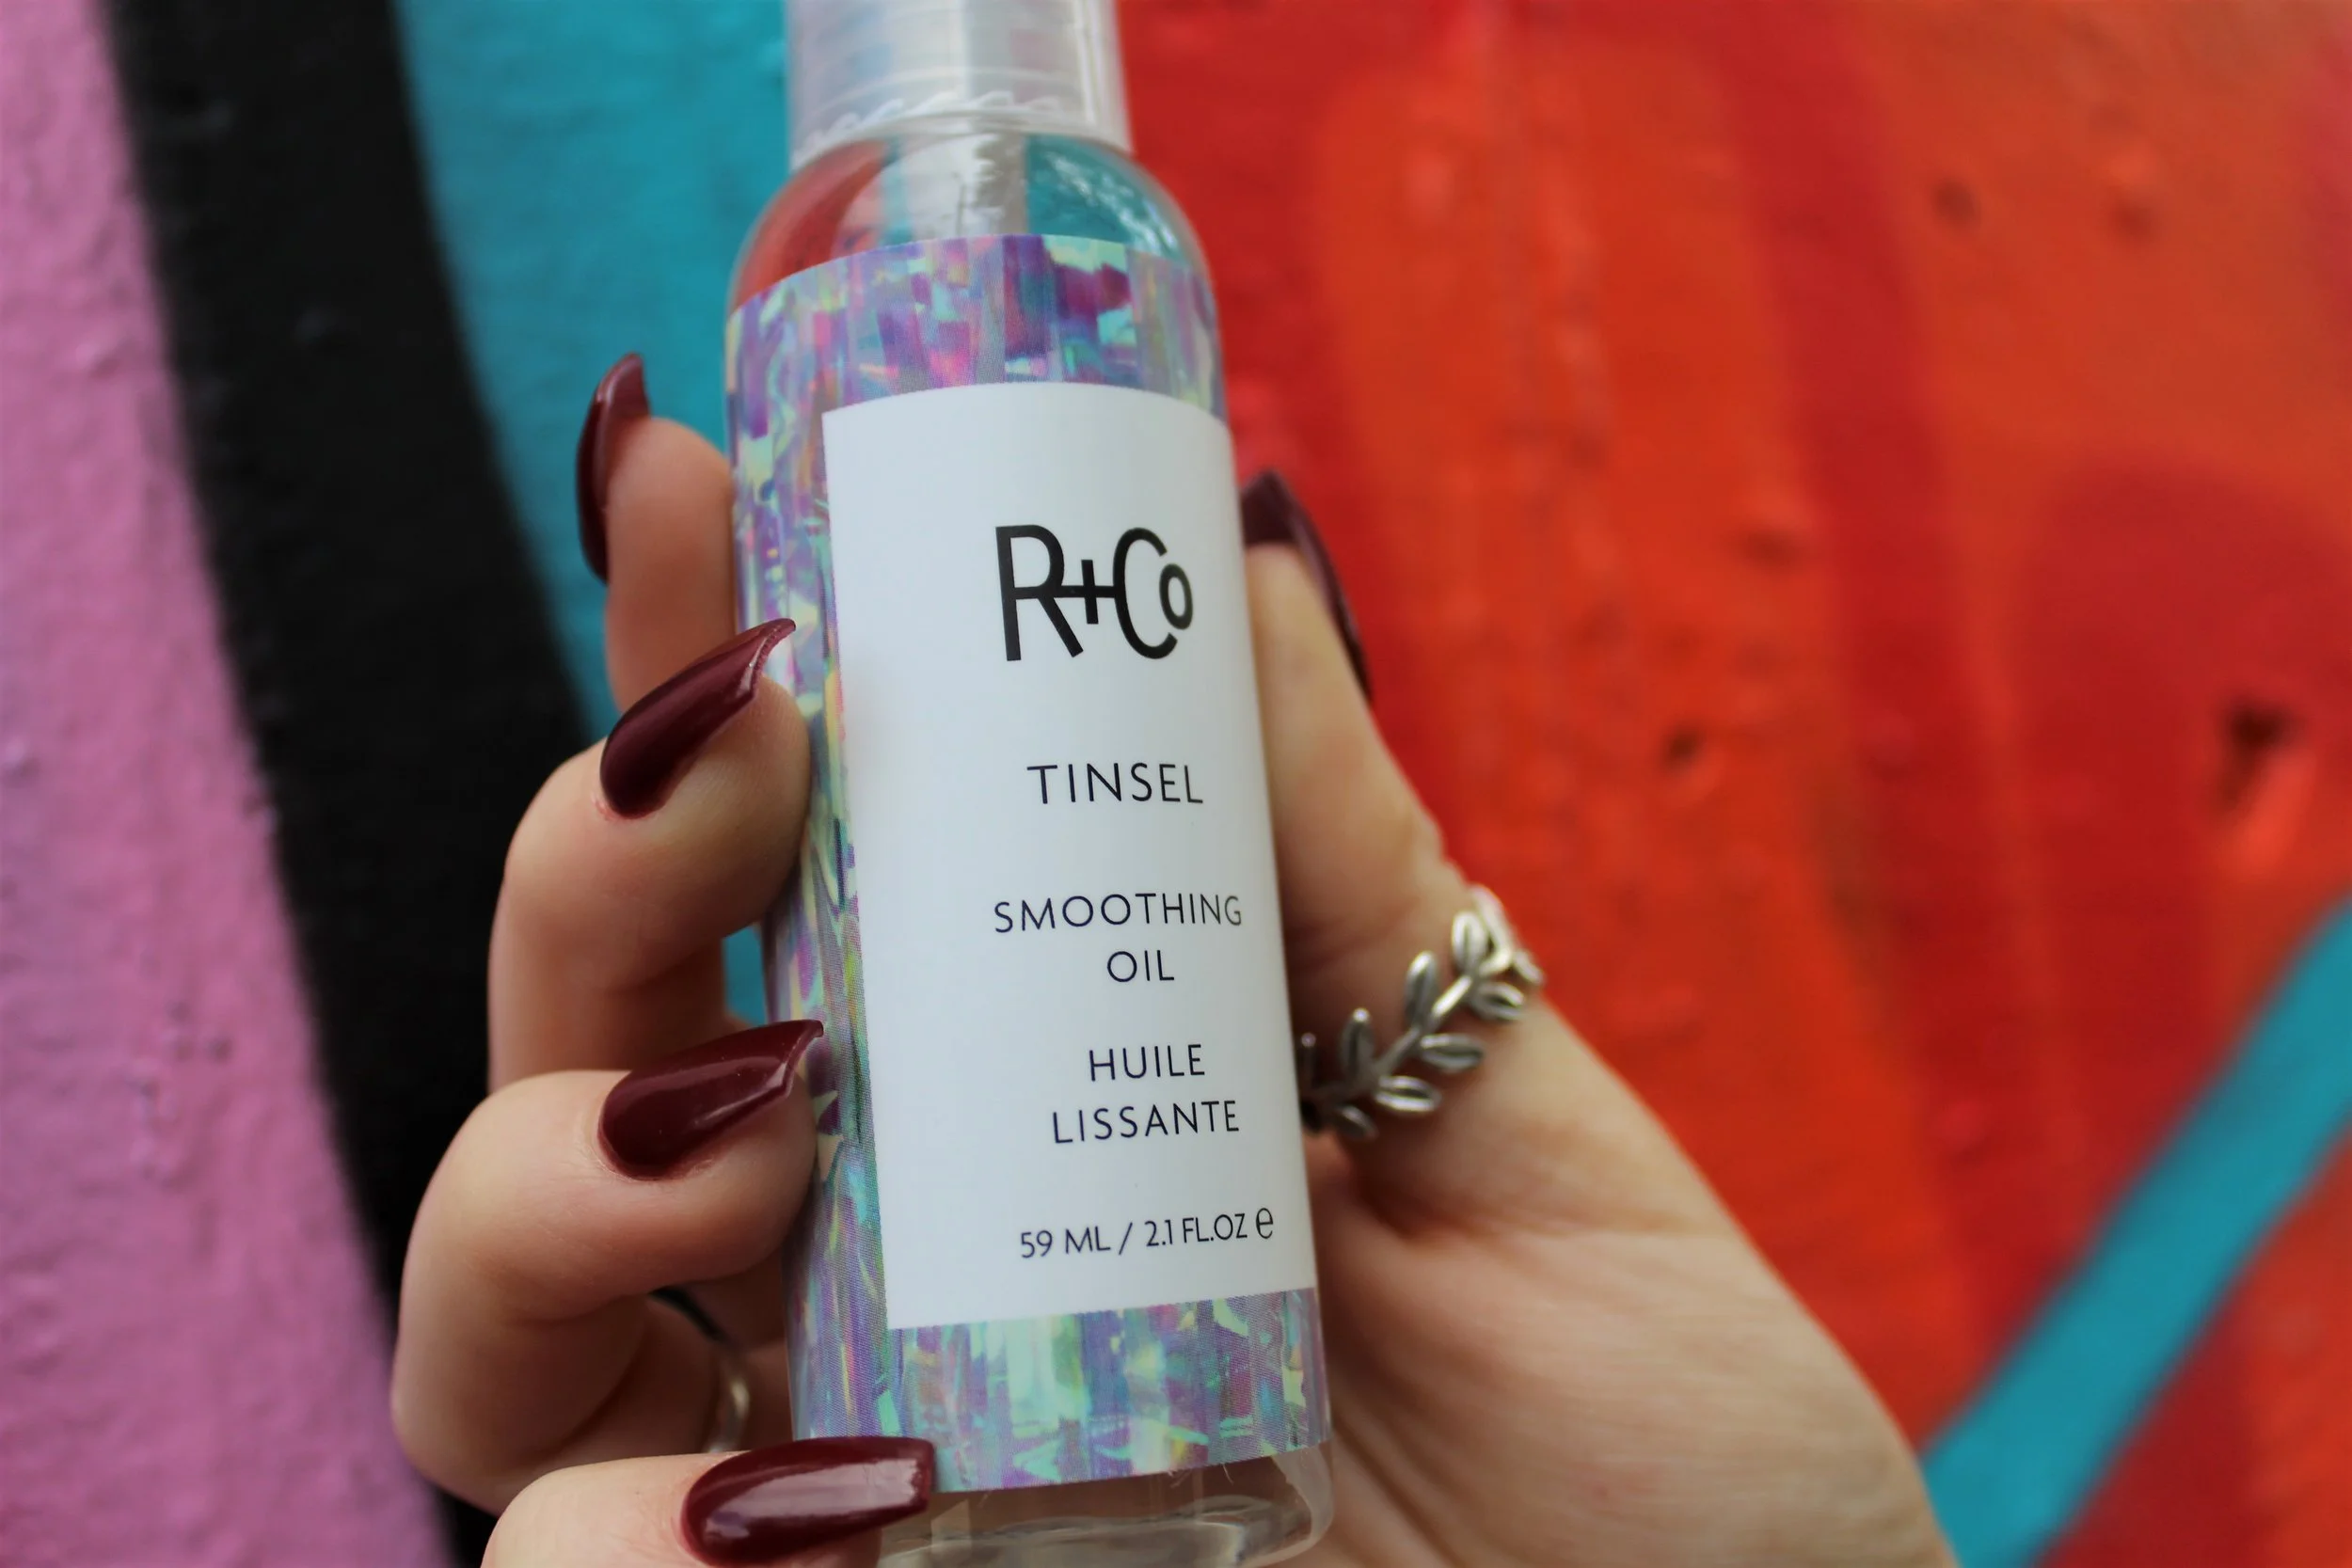 R+Co
TINSEL
SMOOTHING
OIL
HUILE
LISSANTE
59 ML / 2.1 FL.OZ ℮